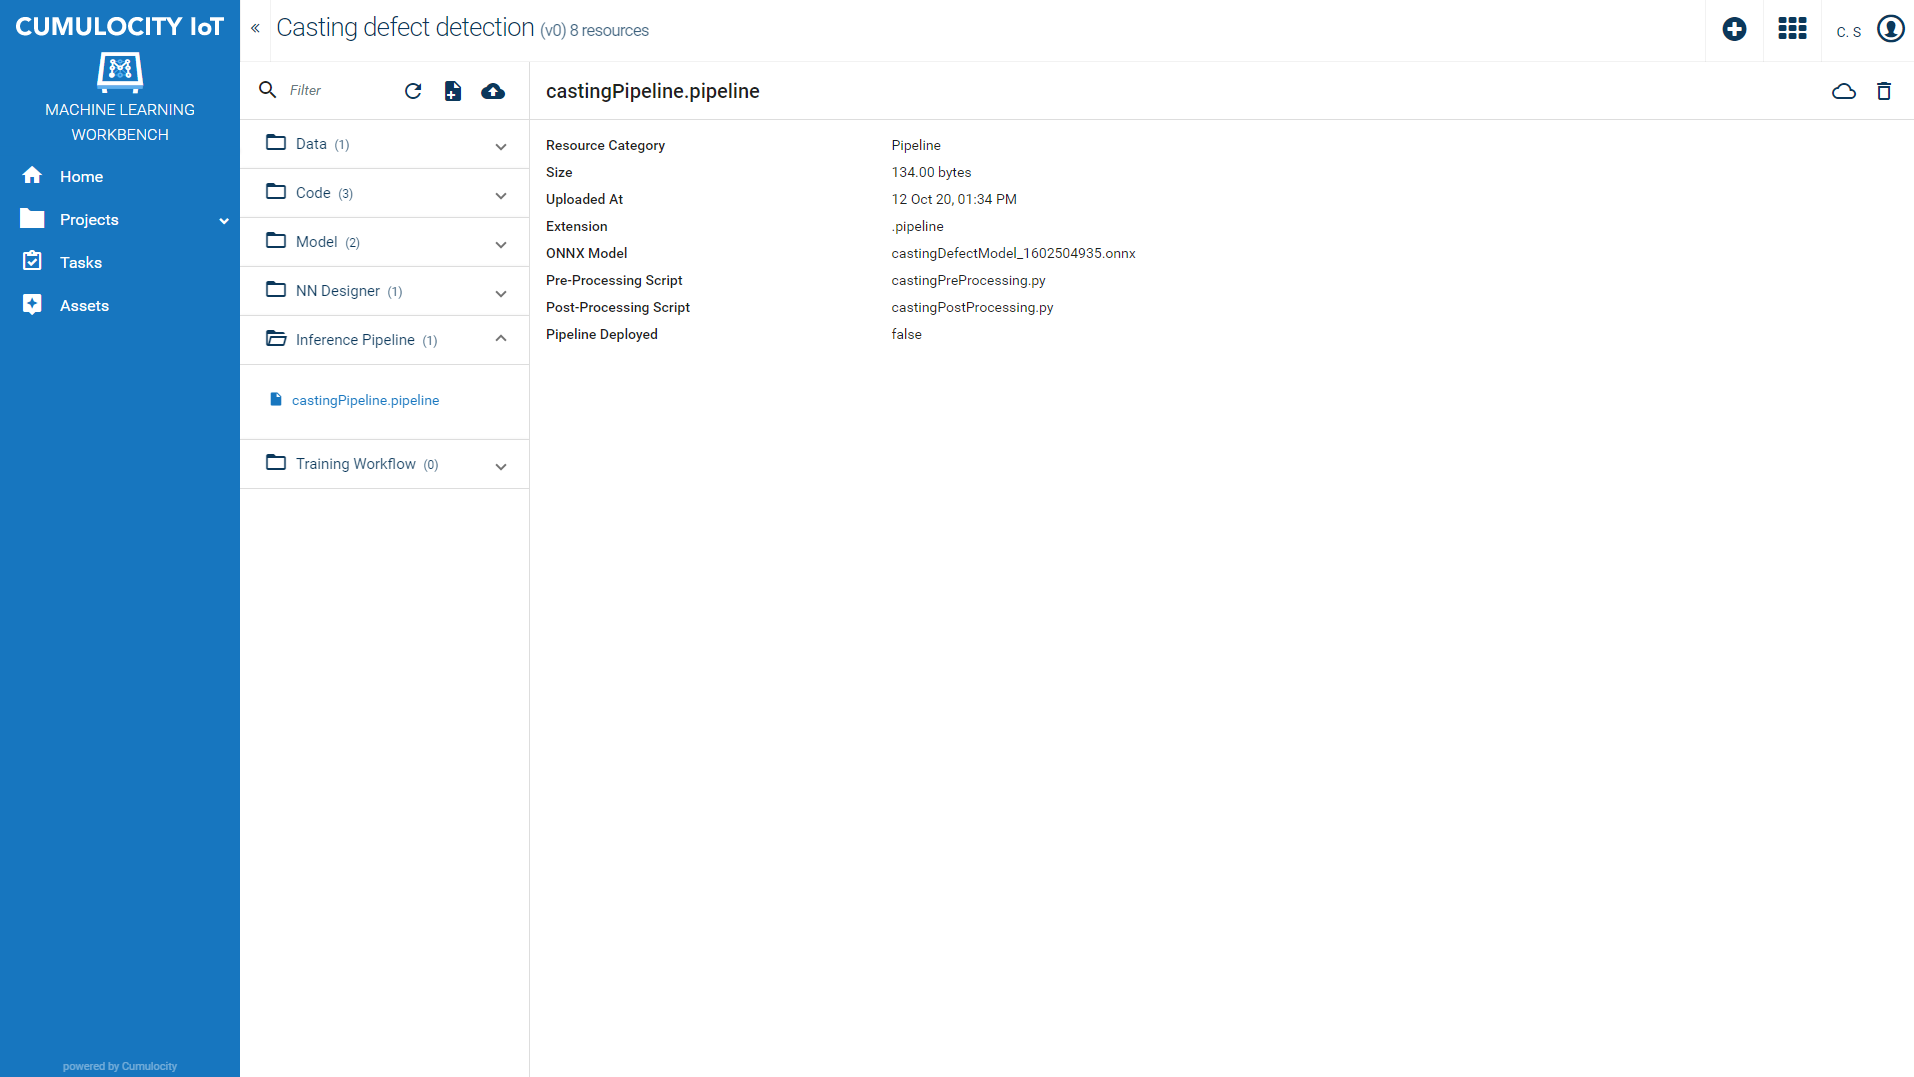 CUMULOCITY IoT
MACHINE LEARNING
WORKBENCH
Home
Projects
Tasks
Assets
powered by Cumulocity
« Casting defect detection (v0) 8 resources
C. S
Filter
Data (1)
Code (3)
Model (2)
NN Designer (1)
Inference Pipeline (1)
castingPipeline.pipeline
Training Workflow (0)
castingPipeline.pipeline
Resource Category Pipeline
Size 134.00 bytes
Uploaded At 12 Oct 20, 01:34 PM
Extension .pipeline
ONNX Model castingDefectModel_1602504935.onnx
Pre-Processing Script castingPreProcessing.py
Post-Processing Script castingPostProcessing.py
Pipeline Deployed false